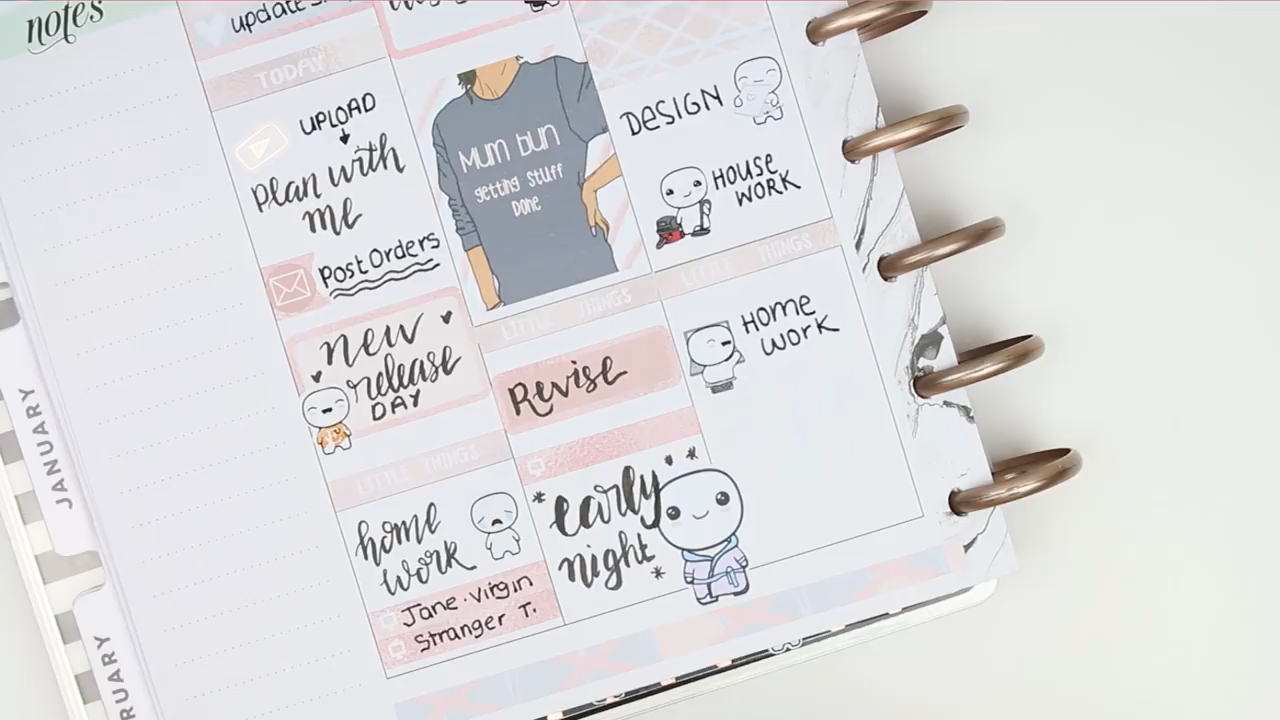 notes
update
TODAY
UPLOAD
Plan with
me
Post Orders
new
release
DAY
LITTLE THINGS
home
work
Jane. Virgin
Stranger T.
Mum bun
getting stuff
Done
LITTLE THINGS
Revise
early
night
DESIGN
HOUSE
WORK
LITTLE THINGS
HOME
WORK
JANUARY
RUARY